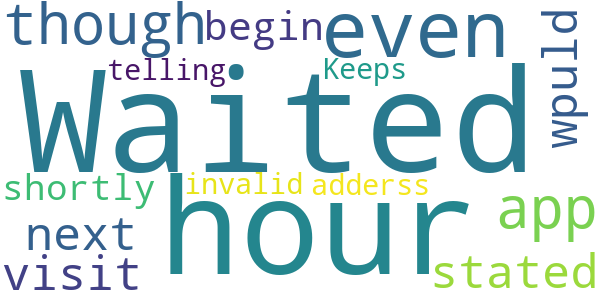 though begin even wpuld
telling Keeps
Waited
shortly invalid adderss
next hour app
visit stated